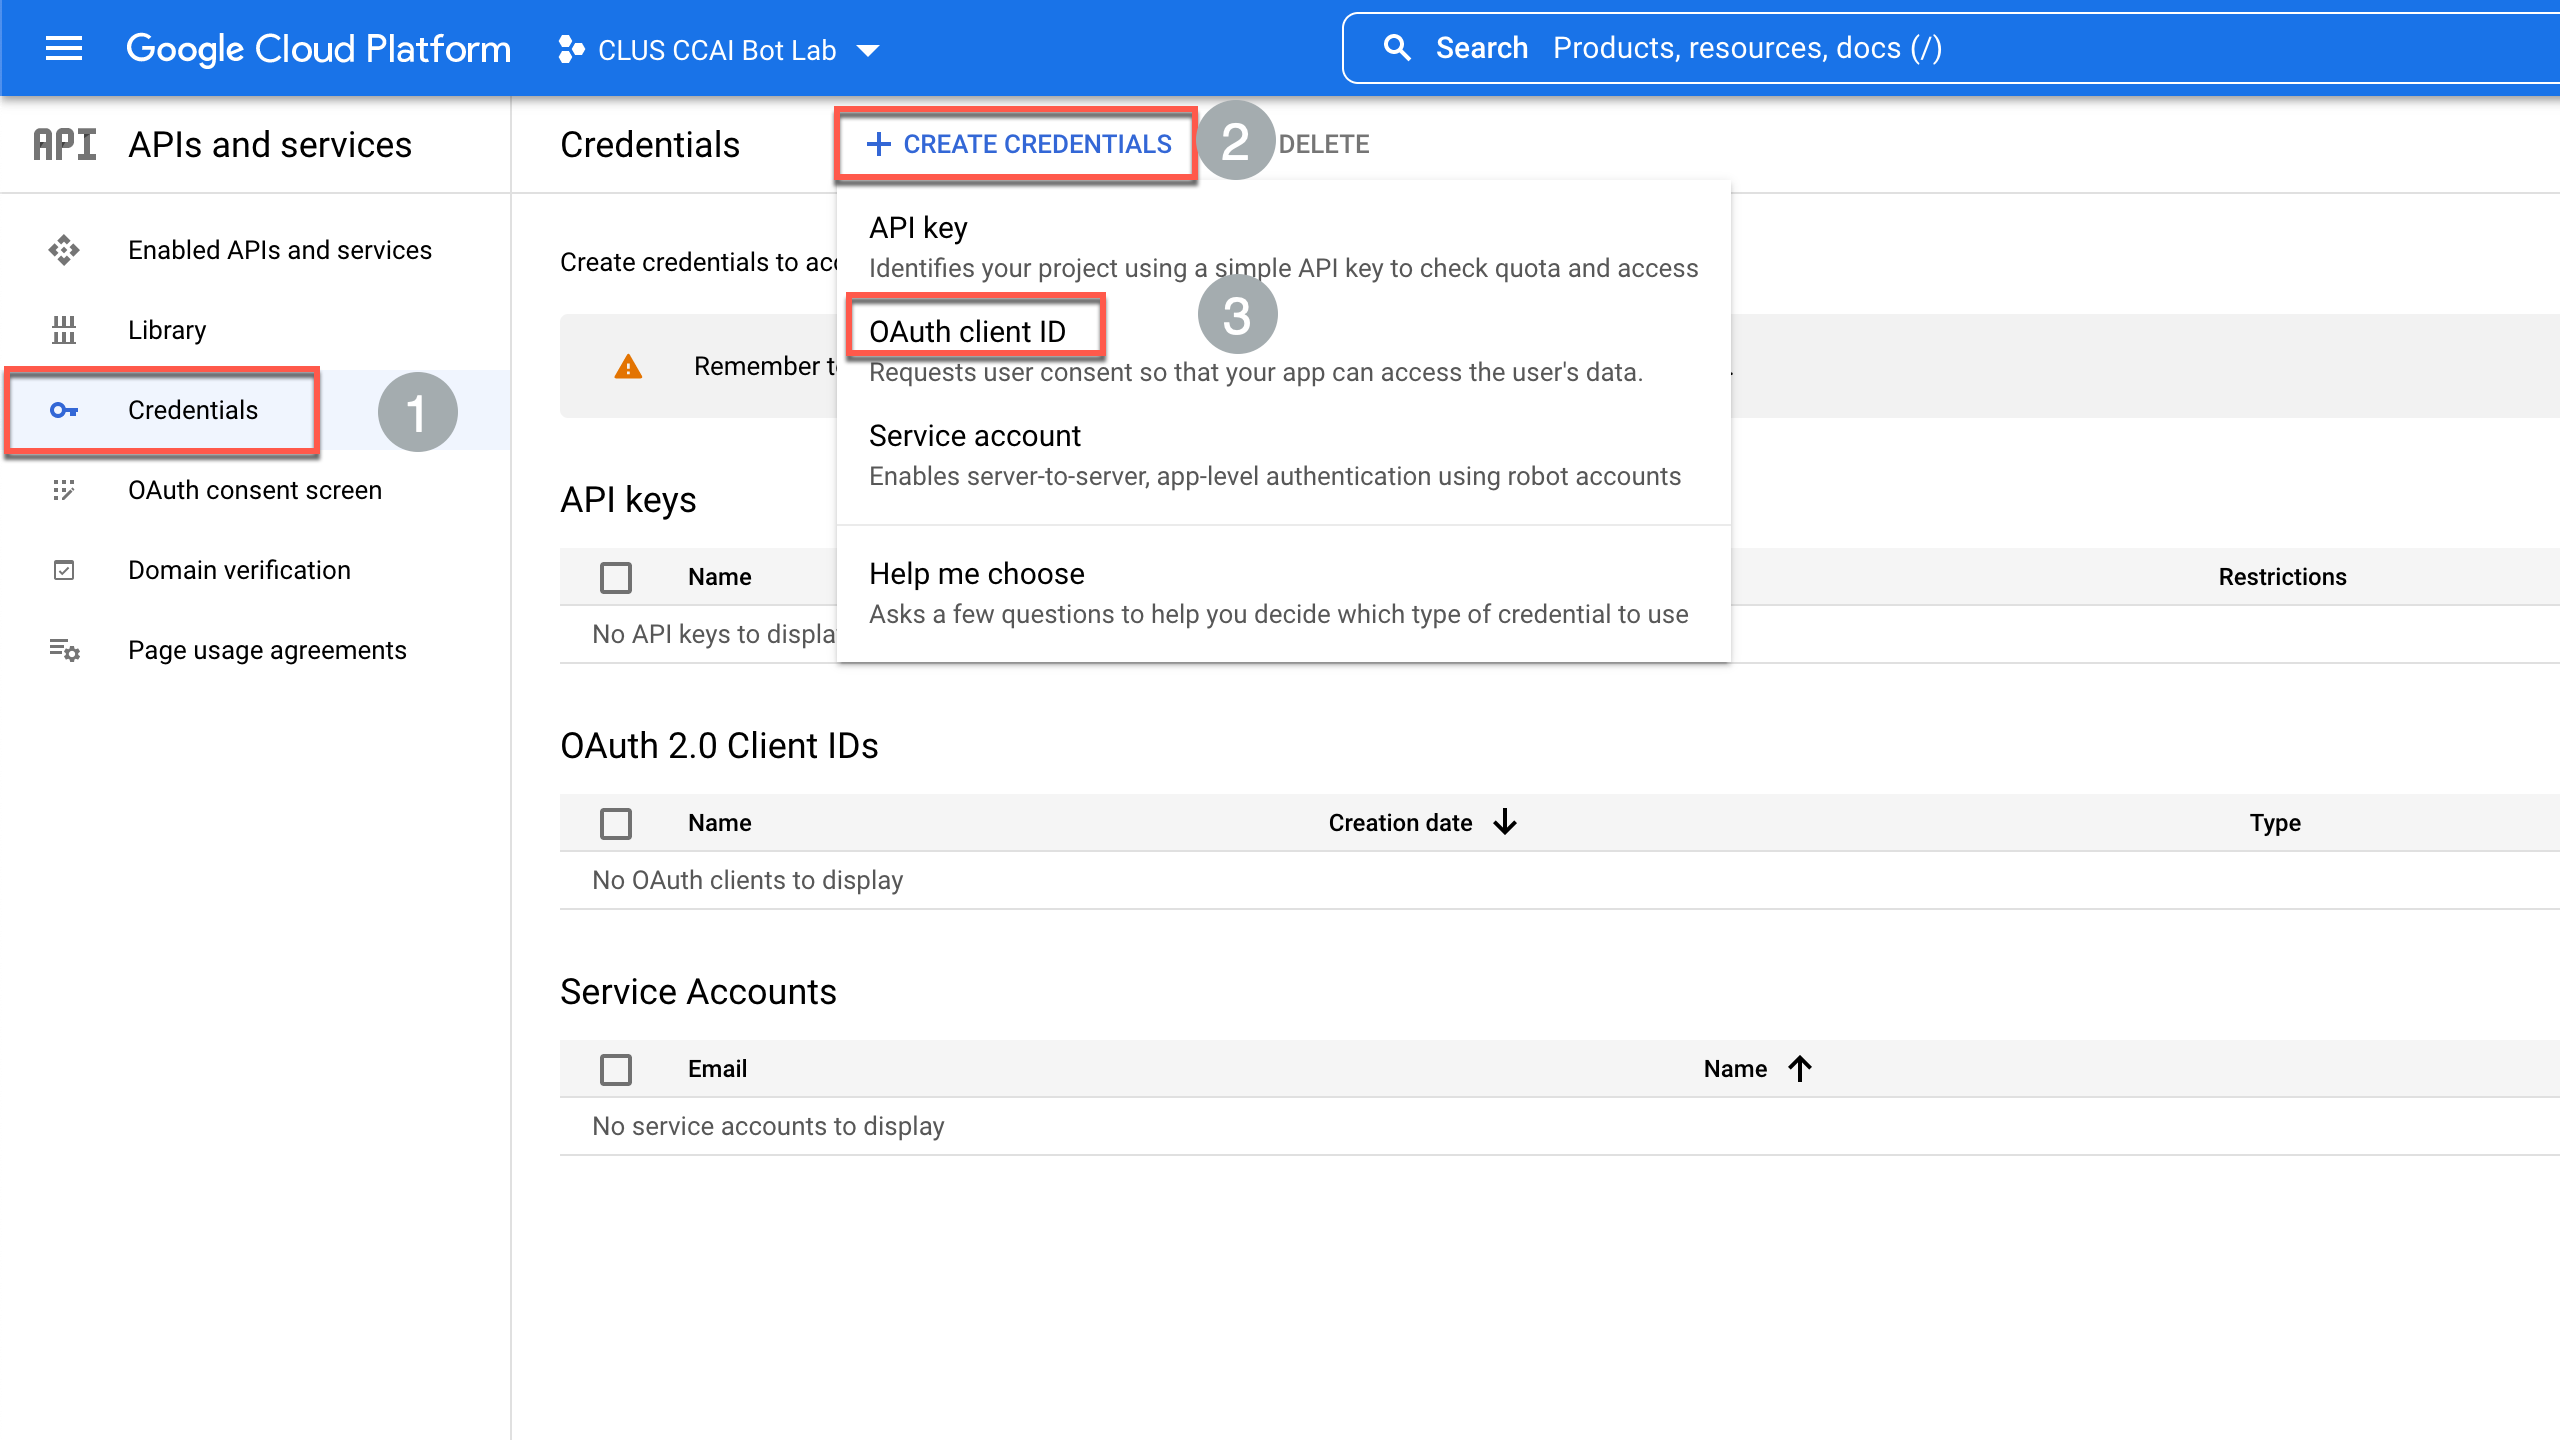 Google Cloud Platform
CLUS CCAI Bot Lab
Search Products, resources, docs (/)
API APIs and services
Credentials
+ CREATE CREDENTIALS
2
DELETE
Enabled APIs and services
Library
Credentials
1
OAuth consent screen
Domain verification
Page usage agreements
Create credentials to
Remember
API key
Identifies your project using a simple API key to check quota and access
OAuth client ID
3
Requests user consent so that your app can access the user's data.
Service account
Enables server-to-server, app-level authentication using robot accounts
Help me choose
Asks a few questions to help you decide which type of credential to use
API keys
Name Restrictions
No API keys to displa
OAuth 2.0 Client IDs
Name Creation date Type
No OAuth clients to display
Service Accounts
Email Name
No service accounts to display